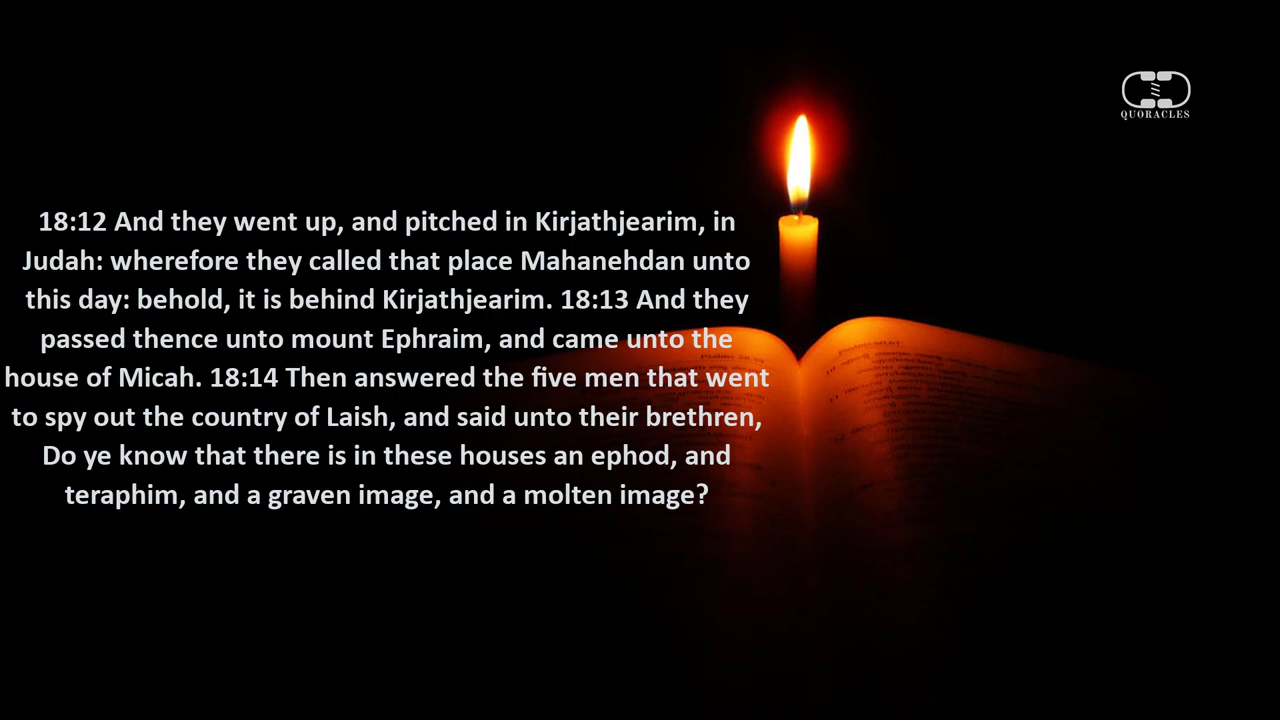 QUORACLES
18:12 And they went up, and pitched in Kirjathjearim, in
Judah: wherefore they called that place Mahanehdan unto
this day: behold, it is behind Kirjathjearim. 18:13 And they
passed thence unto mount Ephraim, and came unto the
house of Micah. 18:14 Then answered the five men that went
to spy out the country of Laish, and said unto their brethren,
Do ye know that there is in these houses an ephod, and
teraphim, and a graven image, and a molten image?